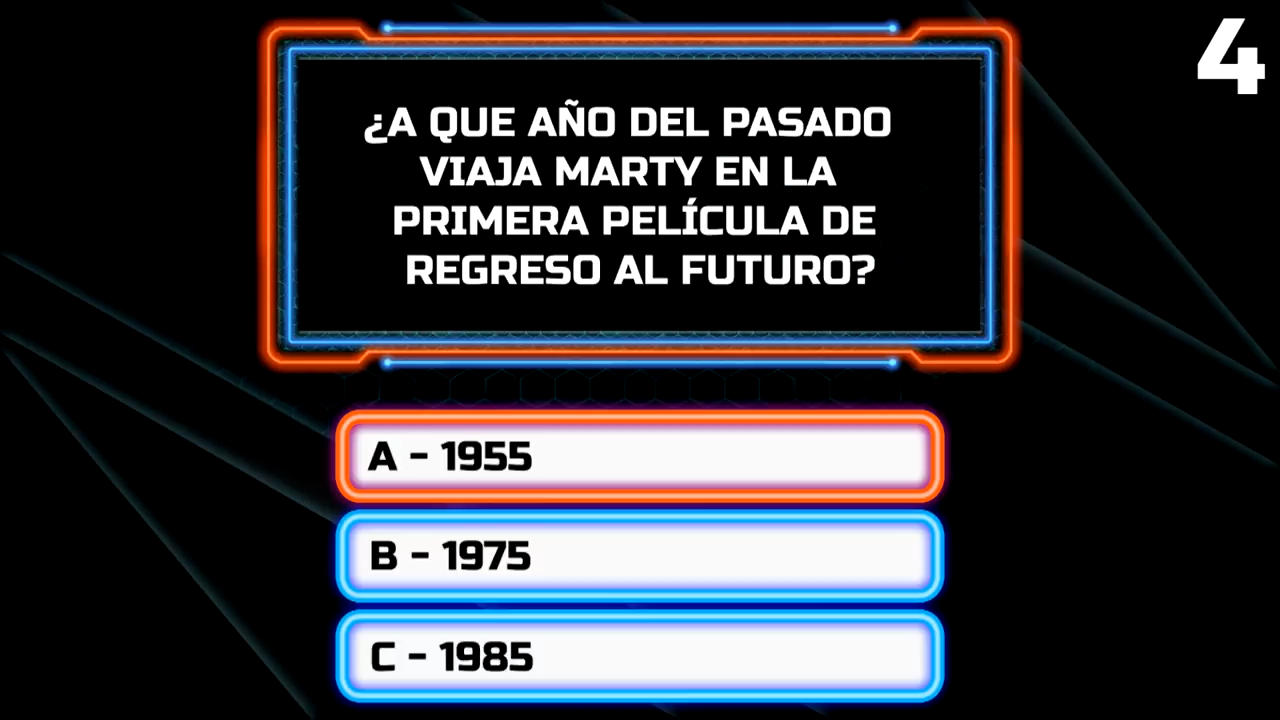 4
¿A QUE AÑO DEL PASADO
VIAJA MARTY EN LA
PRIMERA PELÍCULA DE
REGRESO AL FUTURO?
A - 1955
B - 1975
C - 1985